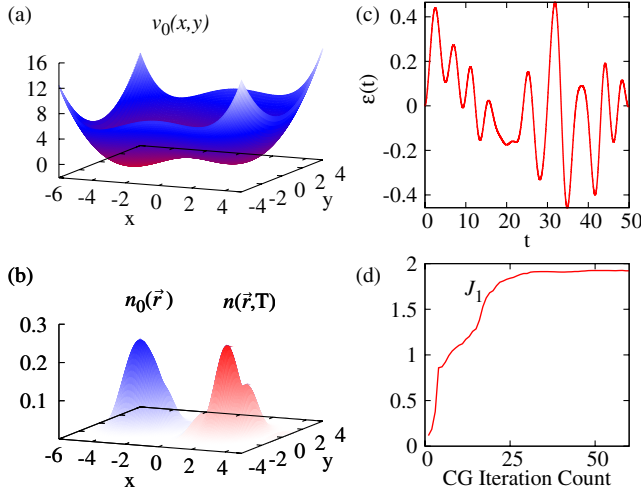 (a)
v0(x,y)
16
12
8
4
0
-6 -4 -2 0 2 4
x
-4 -2 0 2 4
y
(c)
0.4
0.2
0
-0.2
-0.4
ε(t)
0 10 20 30 40 50
t
(b)
n0(r⃗)
n(r⃗,T)
0.3
0.2
0.1
-6 -4 -2 0 2 4
x
-4 -2 0 2 4
y
(d)
J1
2
1.5
1
0.5
0
0 25 50
CG Iteration Count